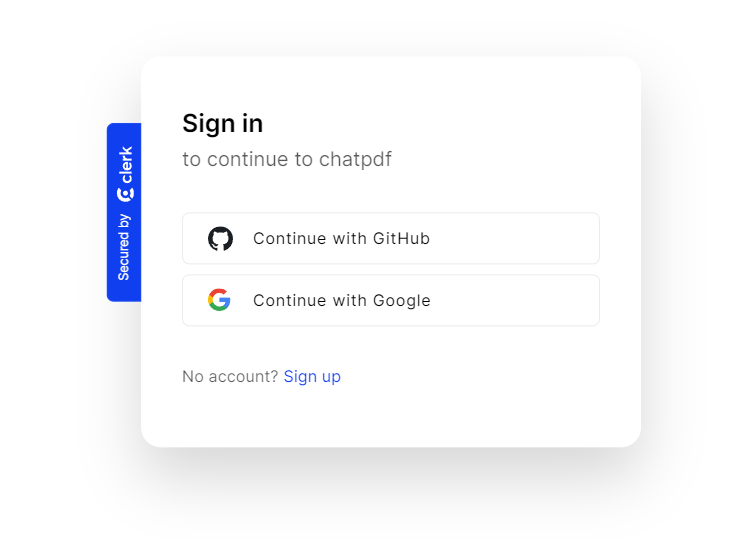 Sign in
to continue to chatpdf
Secured by clerk
Continue with GitHub
Continue with Google
No account? Sign up